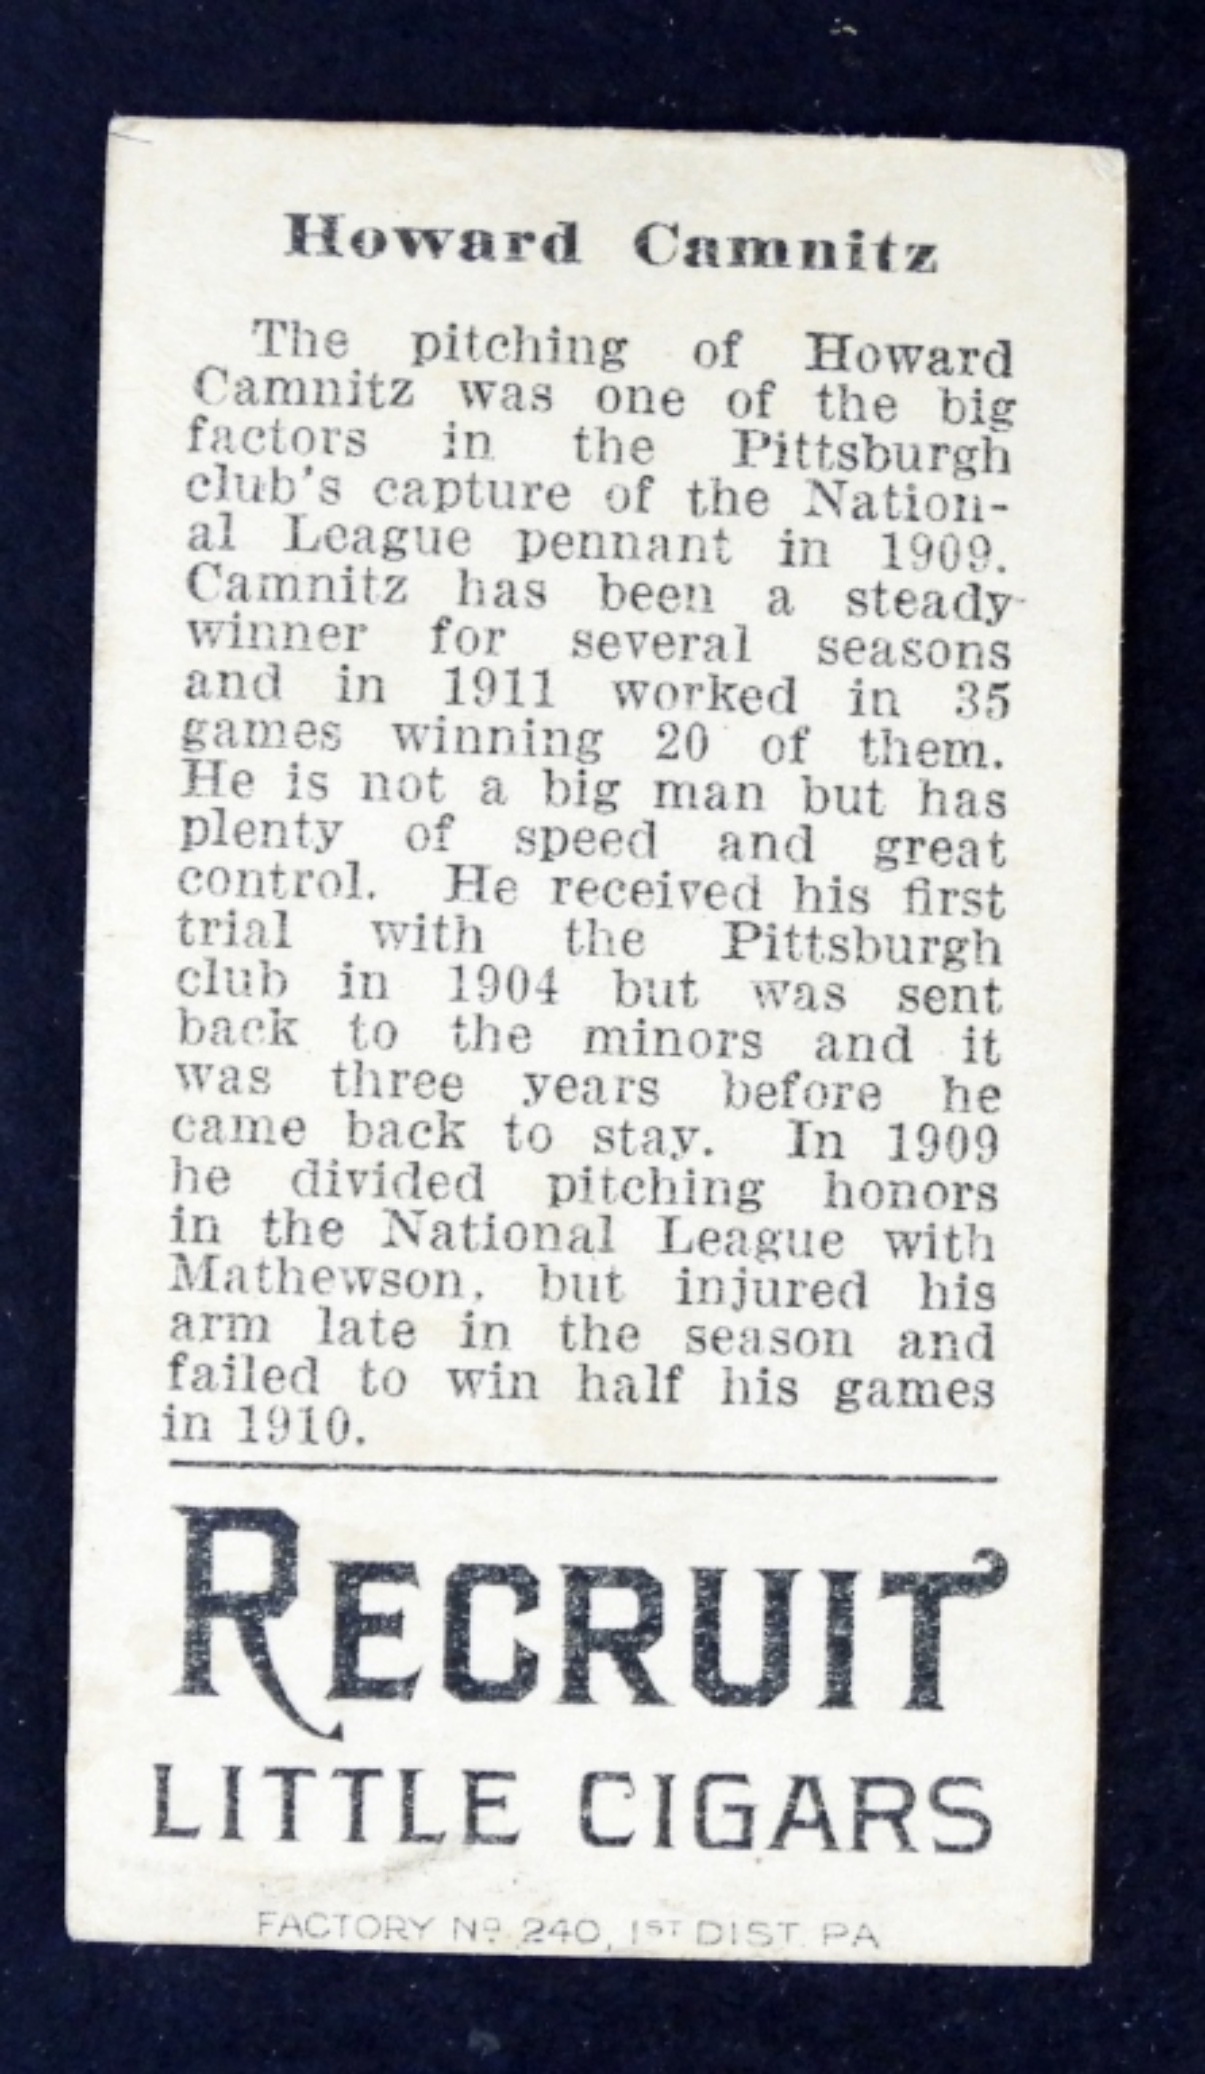 Howard Camnitz
The pitching of Howard
Camnitz was one of the big
factors in the Pittsburgh
club's capture of the Nation-
al League pennant in 1909.
Camnitz has been a steady
winner for several seasons
and in 1911 worked in 35
games winning 20 of them.
He is not a big man but has
plenty of speed and great
control. He received his first
trial with the Pittsburgh
club in 1904 but was sent
back to the minors and it
was three years before he
came back to stay. In 1909
he divided pitching honors
in the National League with
Mathewson, but injured his
arm late in the season and
failed to win half his games
in 1910.
RECRUIT
LITTLE CIGARS
FACTORY Nº 240, 1ST DIST. PA